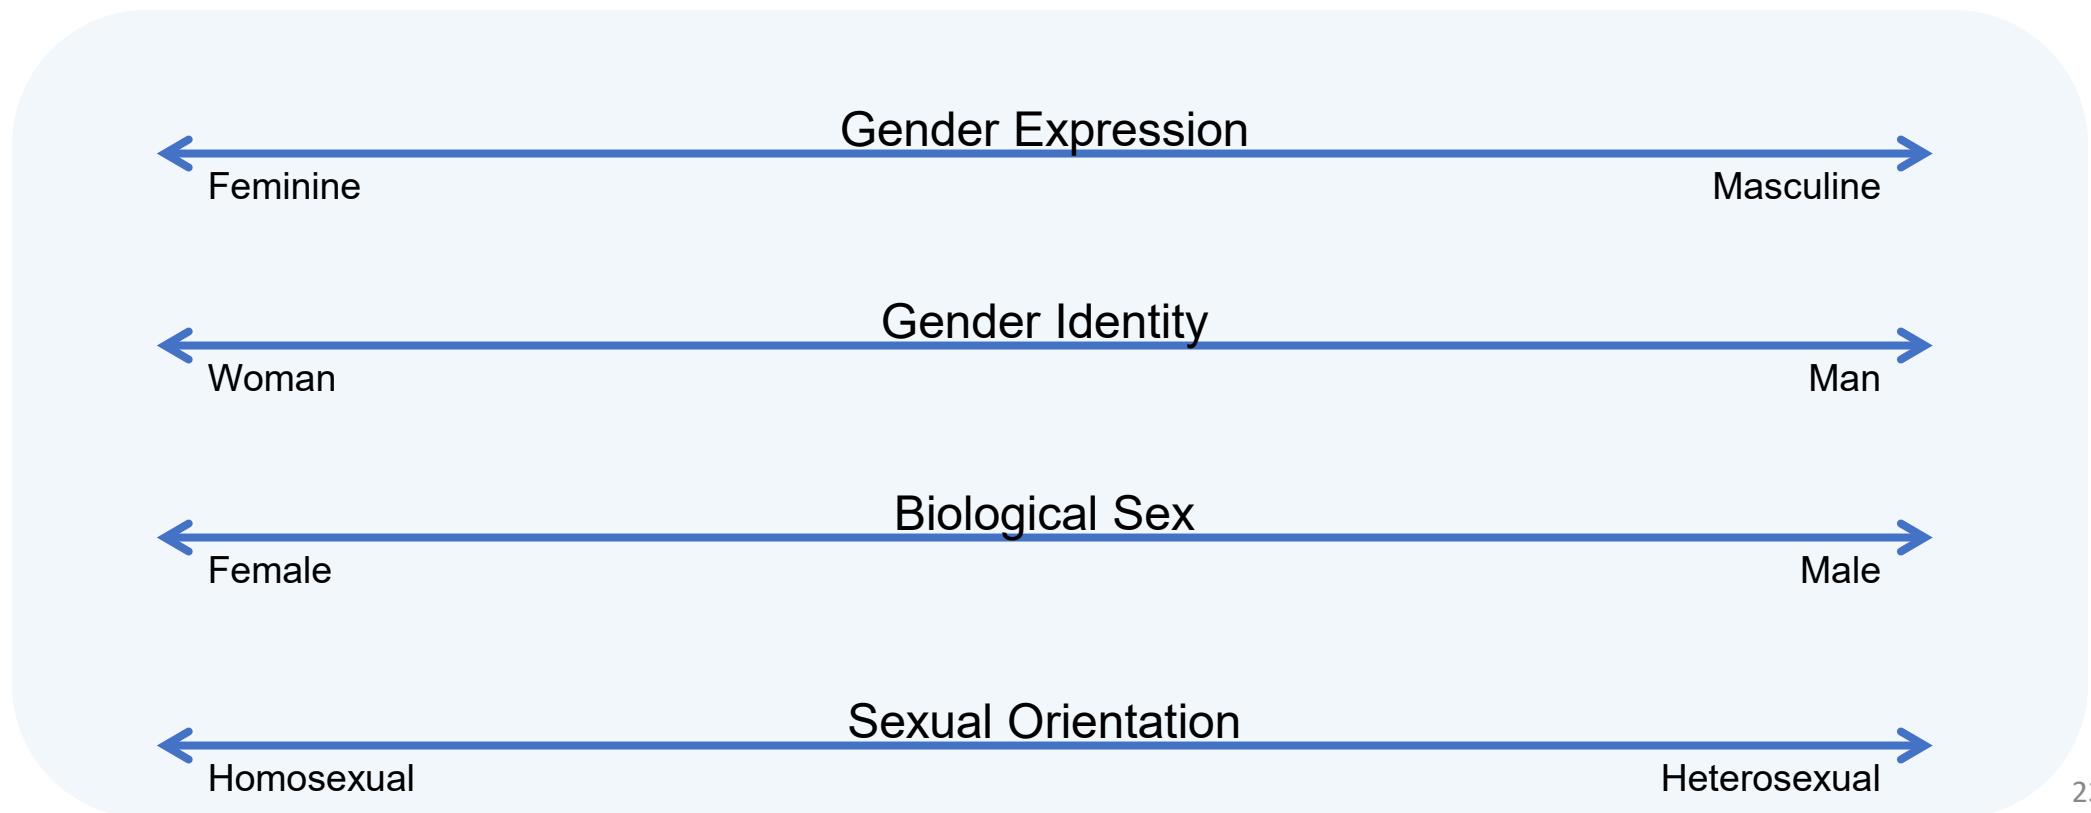 Gender Expression
Feminine Masculine
Gender Identity
Woman Man
Biological Sex
Female Male
Sexual Orientation
Homosexual Heterosexual